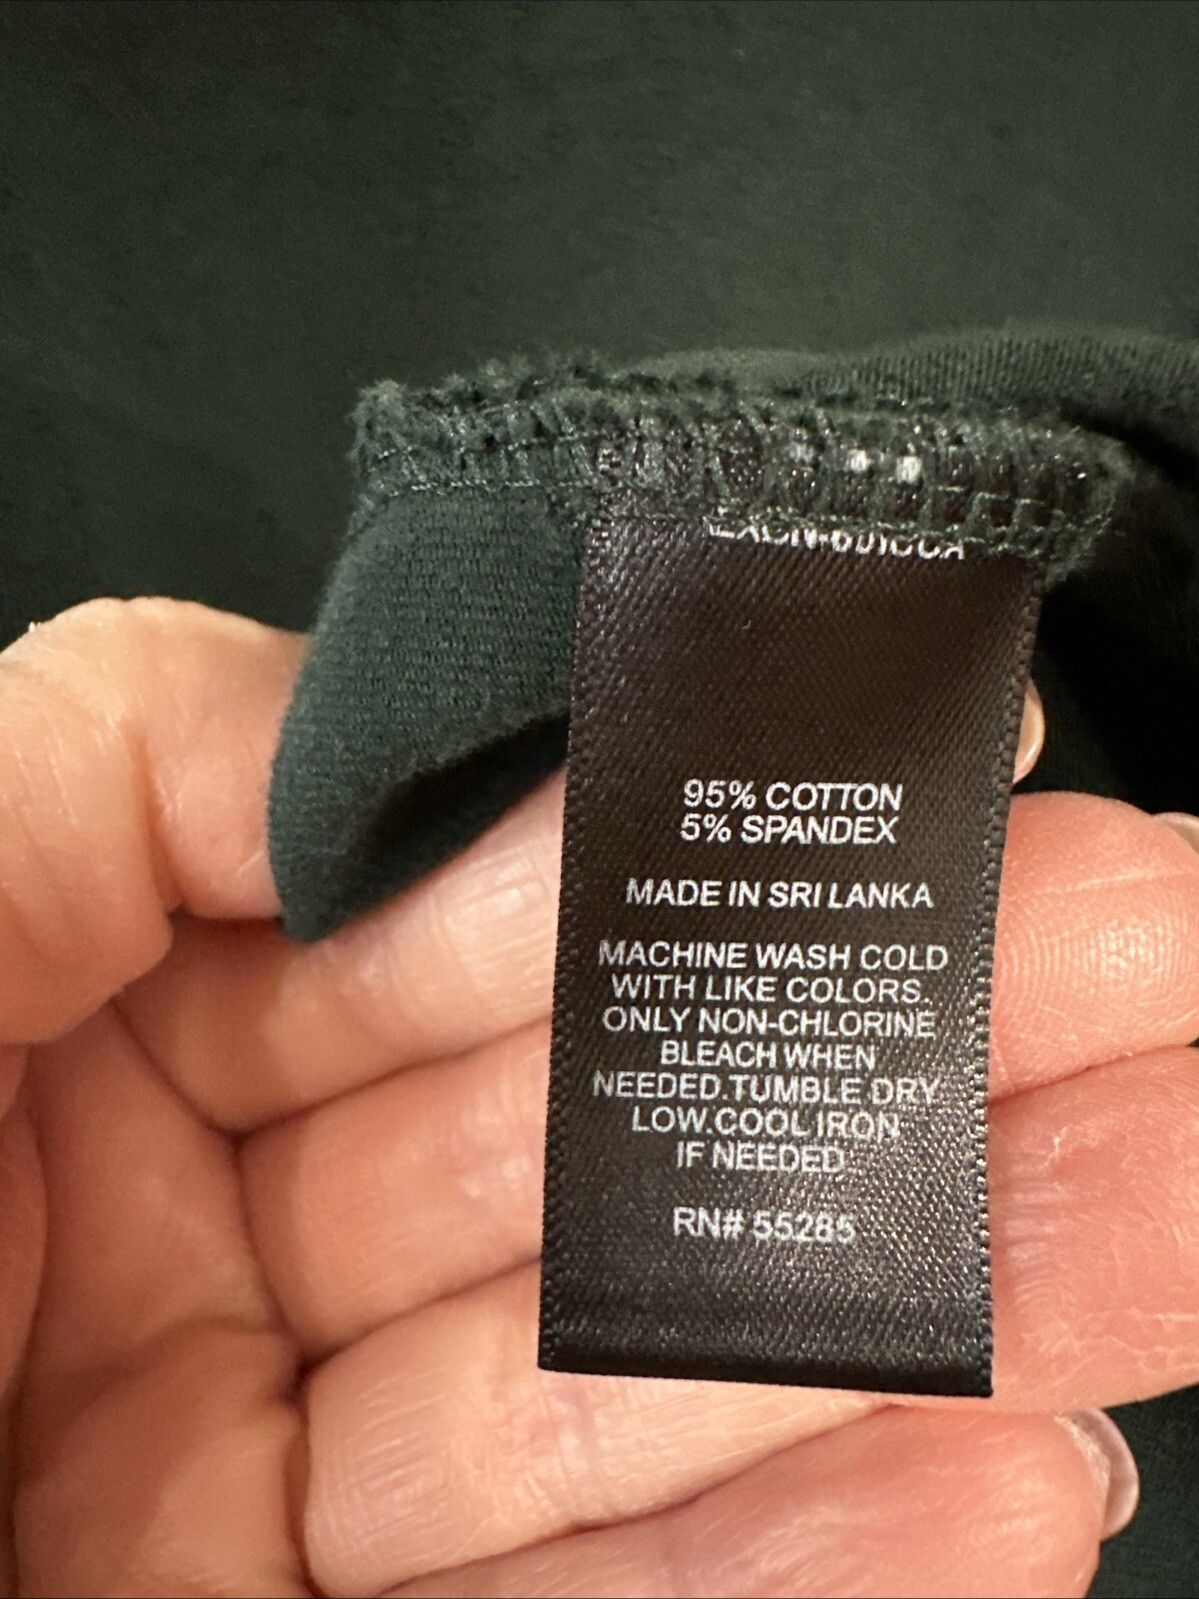 95% COTTON
5% SPANDEX
MADE IN SRI LANKA
MACHINE WASH COLD
WITH LIKE COLORS.
ONLY NON-CHLORINE
BLEACH WHEN
NEEDED.TUMBLE DRY
LOW.COOL IRON
IF NEEDED
RN# 55285